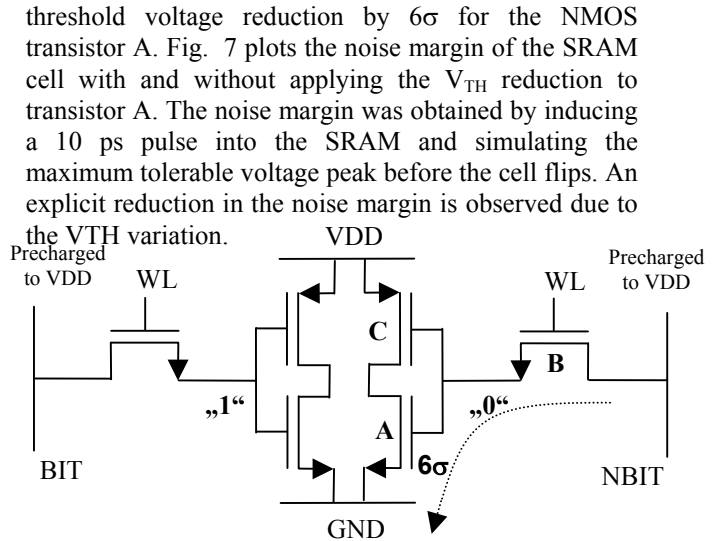 threshold voltage reduction by 6σ for the NMOS
transistor A. Fig. 7 plots the noise margin of the SRAM
cell with and without applying the VTH reduction to
transistor A. The noise margin was obtained by inducing
a 10 ps pulse into the SRAM and simulating the
maximum tolerable voltage peak before the cell flips. An
explicit reduction in the noise margin is observed due to
the VTH variation.
VDD
Precharged
to VDD
WL
WL
Precharged
to VDD
C
B
„1“
„0“
A
6σ
BIT
NBIT
GND